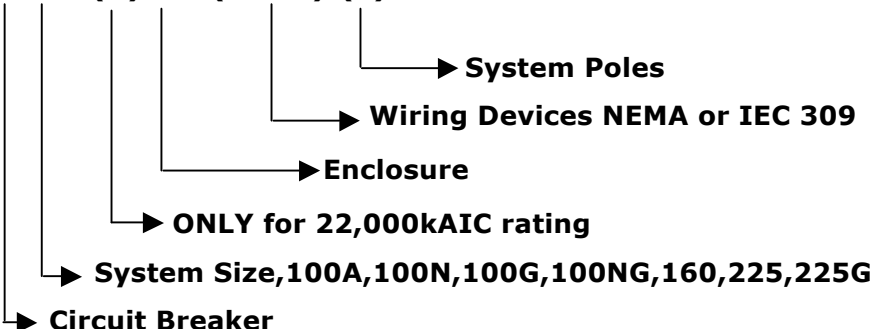 System Poles
Wiring Devices NEMA or IEC 309
Enclosure
ONLY for 22,000kAIC rating
System Size,100A,100N,100G,100NG,160,225,225G
Circuit Breaker